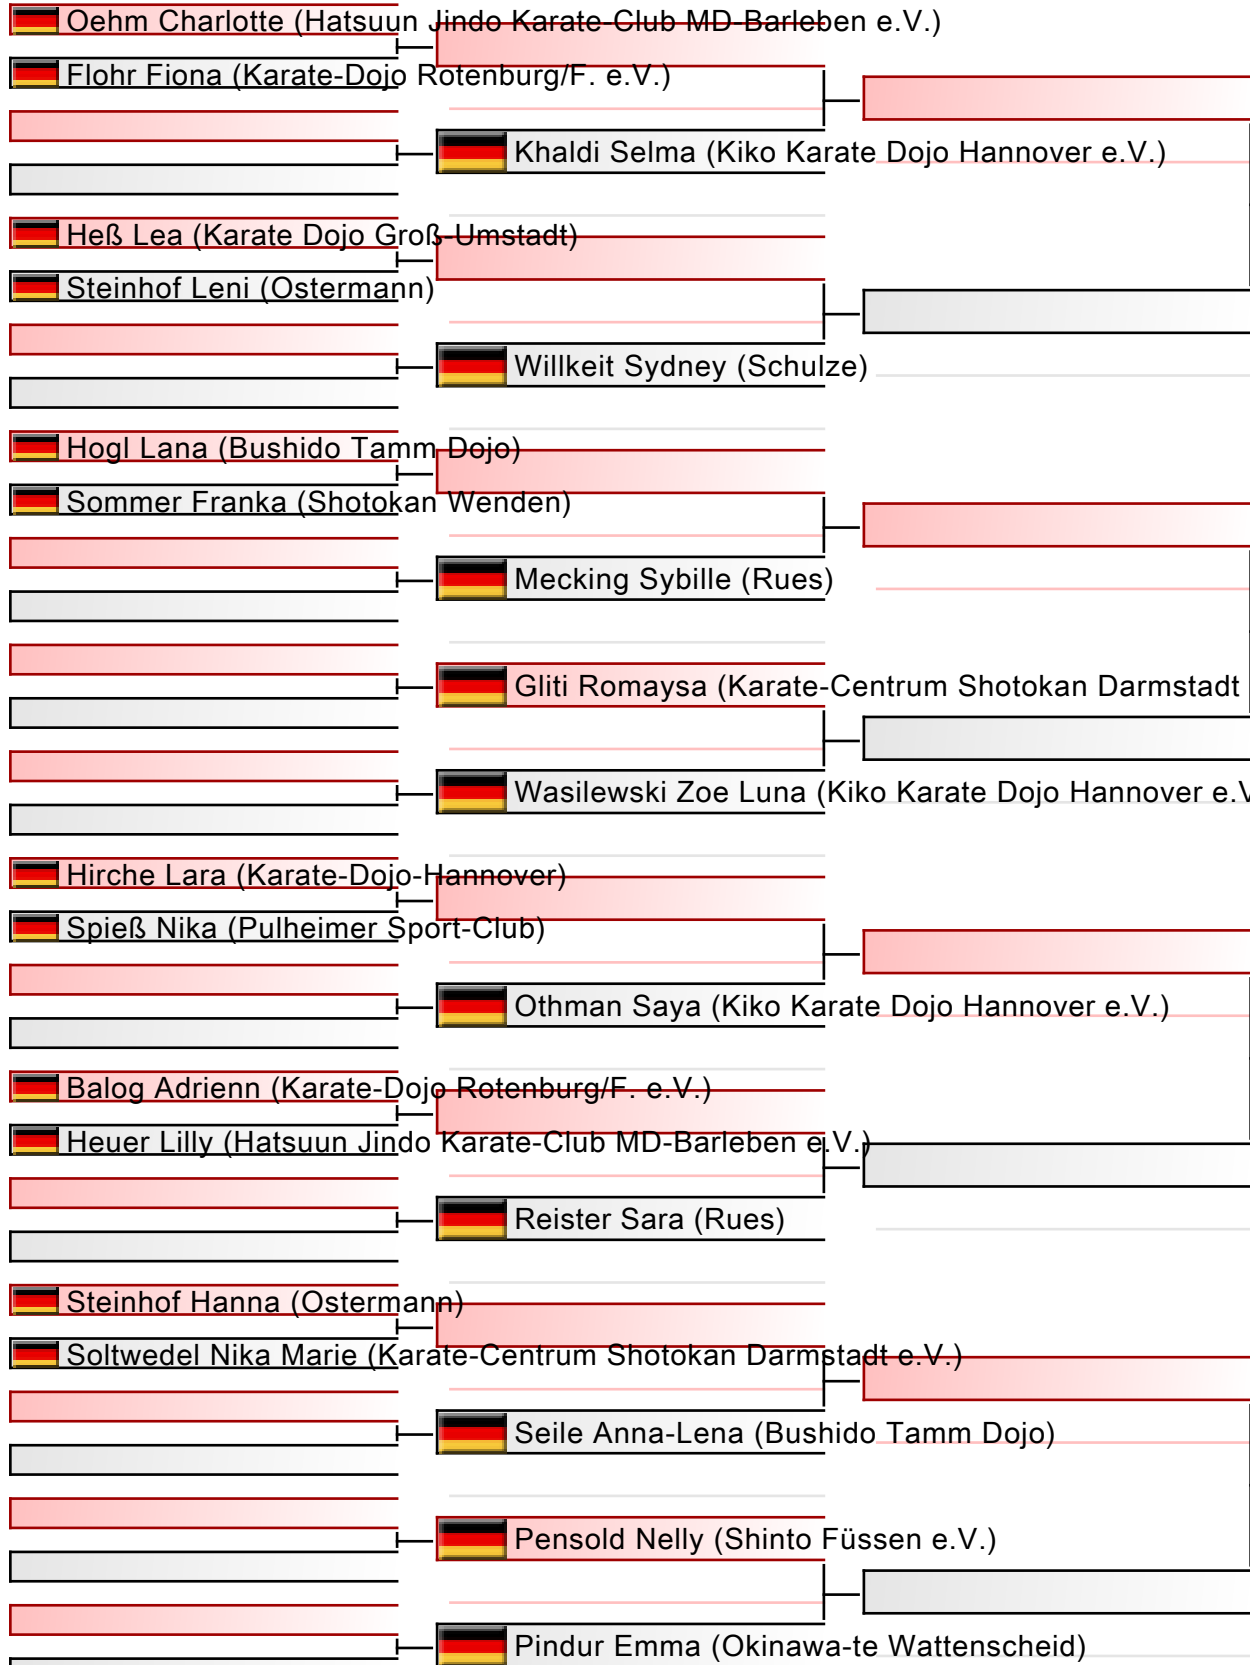 Oehm Charlotte (Hatsuun Jindo Karate-Club MD-Barleben e.V.)
Flohr Fiona (Karate-Dojo Rotenburg/F. e.V.)
Khaldi Selma (Kiko Karate Dojo Hannover e.V.)
Heß Lea (Karate Dojo Groß-Umstadt)
Steinhof Leni (Ostermann)
Willkeit Sydney (Schulze)
Hogl Lana (Bushido Tamm Dojo)
Sommer Franka (Shotokan Wenden)
Mecking Sybille (Rues)
Gliti Romaysa (Karate-Centrum Shotokan Darmstadt
Wasilewski Zoe Luna (Kiko Karate Dojo Hannover e.V
Hirche Lara (Karate-Dojo-Hannover)
Spieß Nika (Pulheimer Sport-Club)
Othman Saya (Kiko Karate Dojo Hannover e.V.)
Balog Adrienn (Karate-Dojo Rotenburg/F. e.V.)
Heuer Lilly (Hatsuun Jindo Karate-Club MD-Barleben e.V.)
Reister Sara (Rues)
Steinhof Hanna (Ostermann)
Soltwedel Nika Marie (Karate-Centrum Shotokan Darmstadt e.V.)
Seile Anna-Lena (Bushido Tamm Dojo)
Pensold Nelly (Shinto Füssen e.V.)
Pindur Emma (Okinawa-te Wattenscheid)